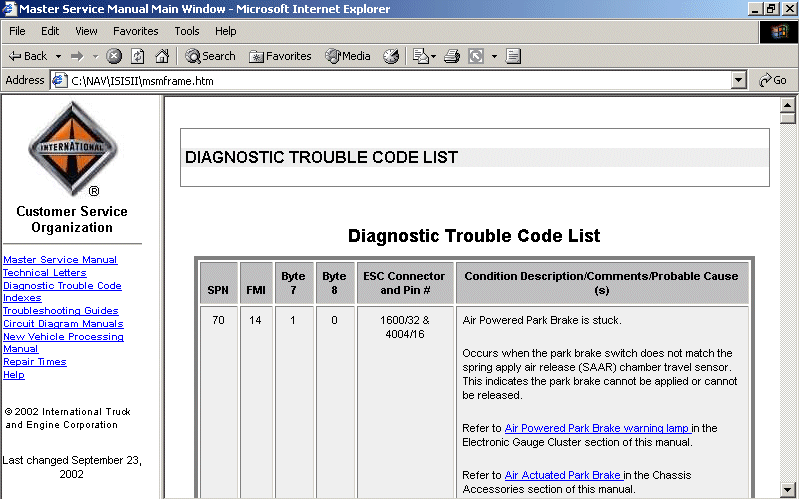 Master Service Manual Main Window - Microsoft Internet Explorer
File Edit View Favorites Tools Help
Back Search Favorites Media
Address C:\NAV\ISISII\msmframe.htm Go
INTERNATIONAL
®
Customer Service
Organization
Master Service Manual
Technical Letters
Diagnostic Trouble Code
Indexes
Troubleshooting Guides
Circuit Diagram Manuals
New Vehicle Processing
Manual
Repair Times
Help
© 2002 International Truck
and Engine Corporation
Last changed September 23,
2002
DIAGNOSTIC TROUBLE CODE LIST
Diagnostic Trouble Code List
SPN FMI Byte 7 Byte 8 ESC Connector and Pin # Condition Description/Comments/Probable Cause (s)
70 14 1 0 1600/32 & 4004/16 Air Powered Park Brake is stuck.
Occurs when the park brake switch does not match the
spring apply air release (SAAR) chamber travel sensor.
This indicates the park brake cannot be applied or cannot
be released.
Refer to Air Powered Park Brake warning lamp in the
Electronic Gauge Cluster section of this manual.
Refer to Air Actuated Park Brake in the Chassis
Accessories section of this manual.